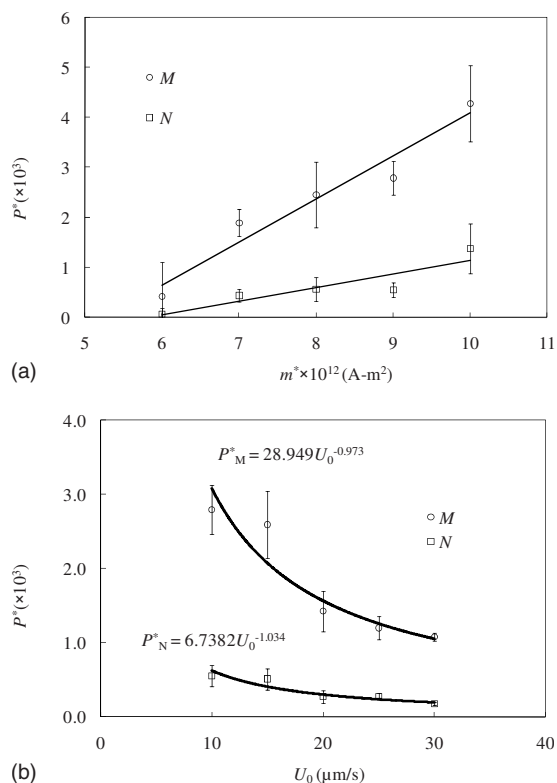 6
5
4
3
2
1
0
P*(×10³)
M
N
5 6 7 8 9 10 11
(a)
m*×10¹² (A-m²)
4.0
3.0
2.0
1.0
0.0
P*(×10³)
P*M = 28.949U0^-0.973
M
N
P*N = 6.7382U0^-1.034
0 10 20 30 40
(b)
U0 (μm/s)